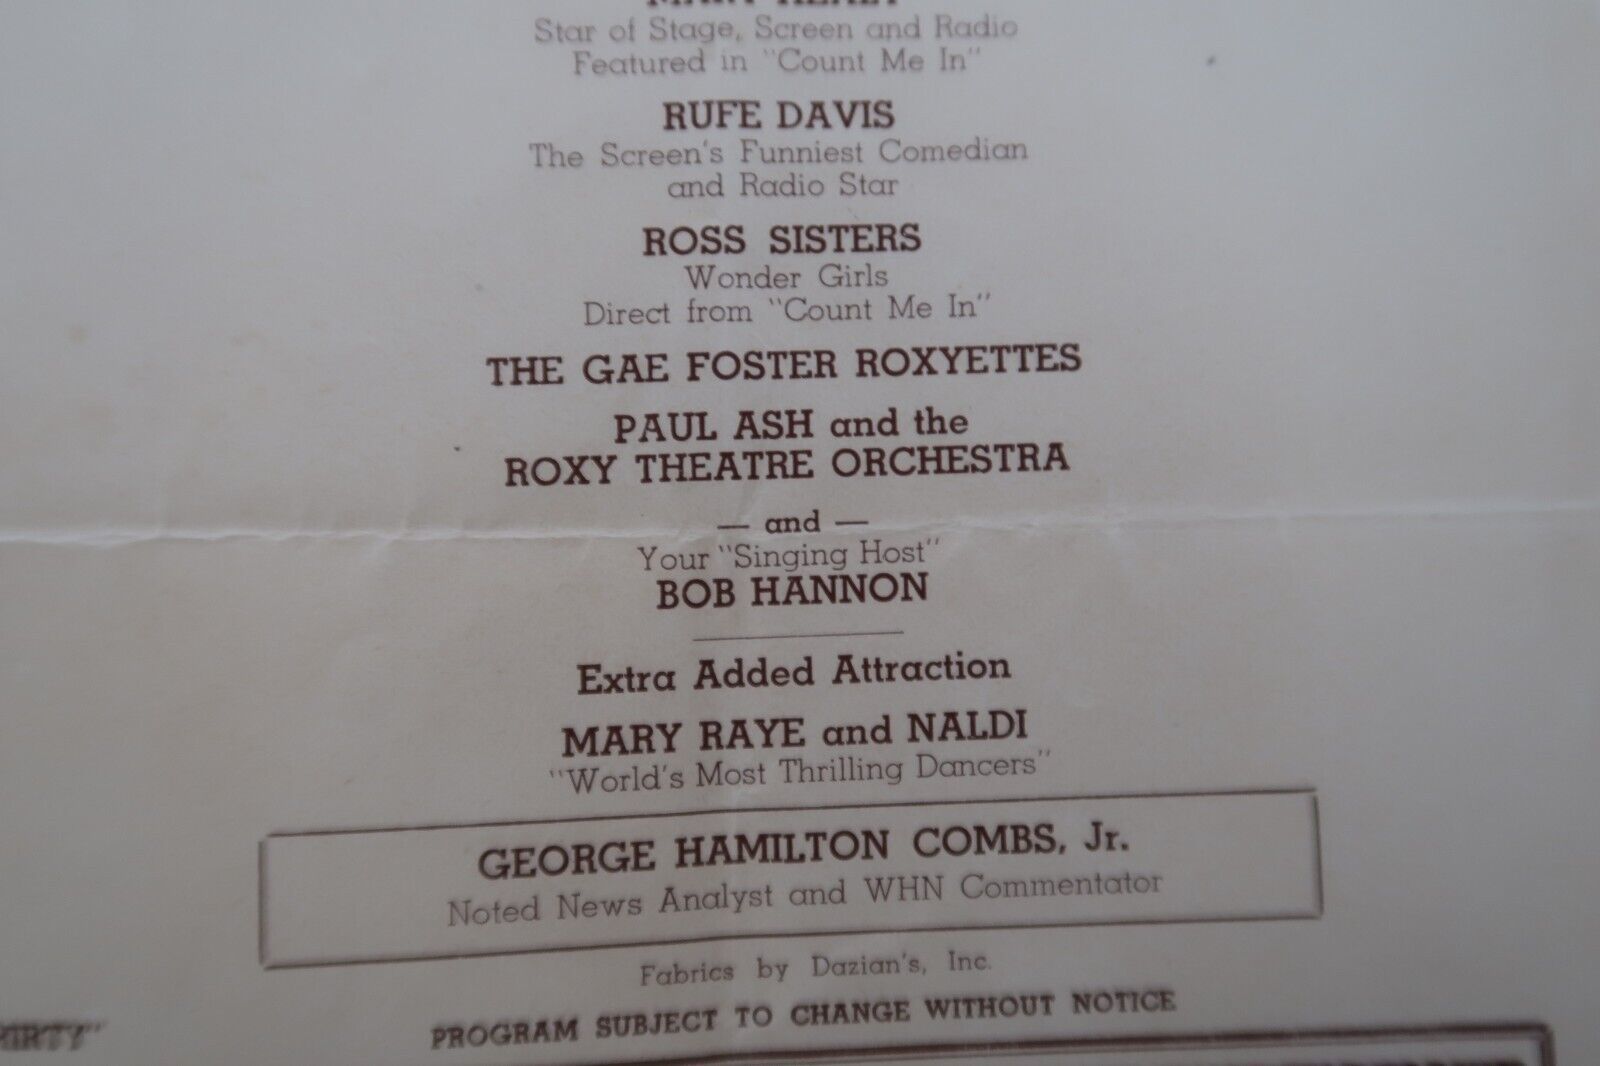 MARY HEALY
Star of Stage, Screen and Radio
Featured in "Count Me In"
RUFE DAVIS
The Screen's Funniest Comedian
and Radio Star
ROSS SISTERS
Wonder Girls
Direct from "Count Me In"
THE GAE FOSTER ROXYETTES
PAUL ASH and the
ROXY THEATRE ORCHESTRA
— and —
Your "Singing Host"
BOB HANNON
Extra Added Attraction
MARY RAYE and NALDI
"World's Most Thrilling Dancers"
GEORGE HAMILTON COMBS, Jr.
Noted News Analyst and WHN Commentator
Fabrics by Dazian's, Inc.
PROGRAM SUBJECT TO CHANGE WITHOUT NOTICE